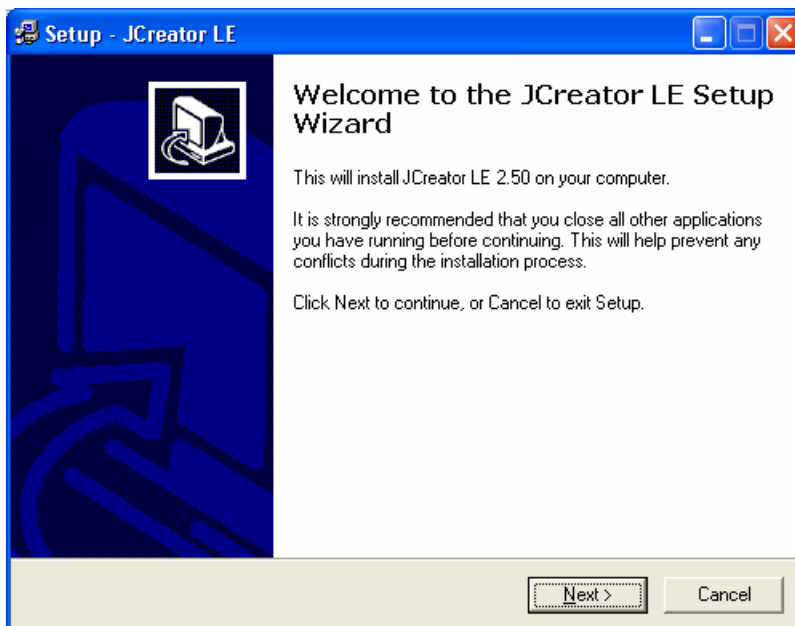 Setup - JCreator LE
Welcome to the JCreator LE Setup
Wizard
This will install JCreator LE 2.50 on your computer.
It is strongly recommended that you close all other applications
you have running before continuing. This will help prevent any
conflicts during the installation process.
Click Next to continue, or Cancel to exit Setup.
Next >
Cancel